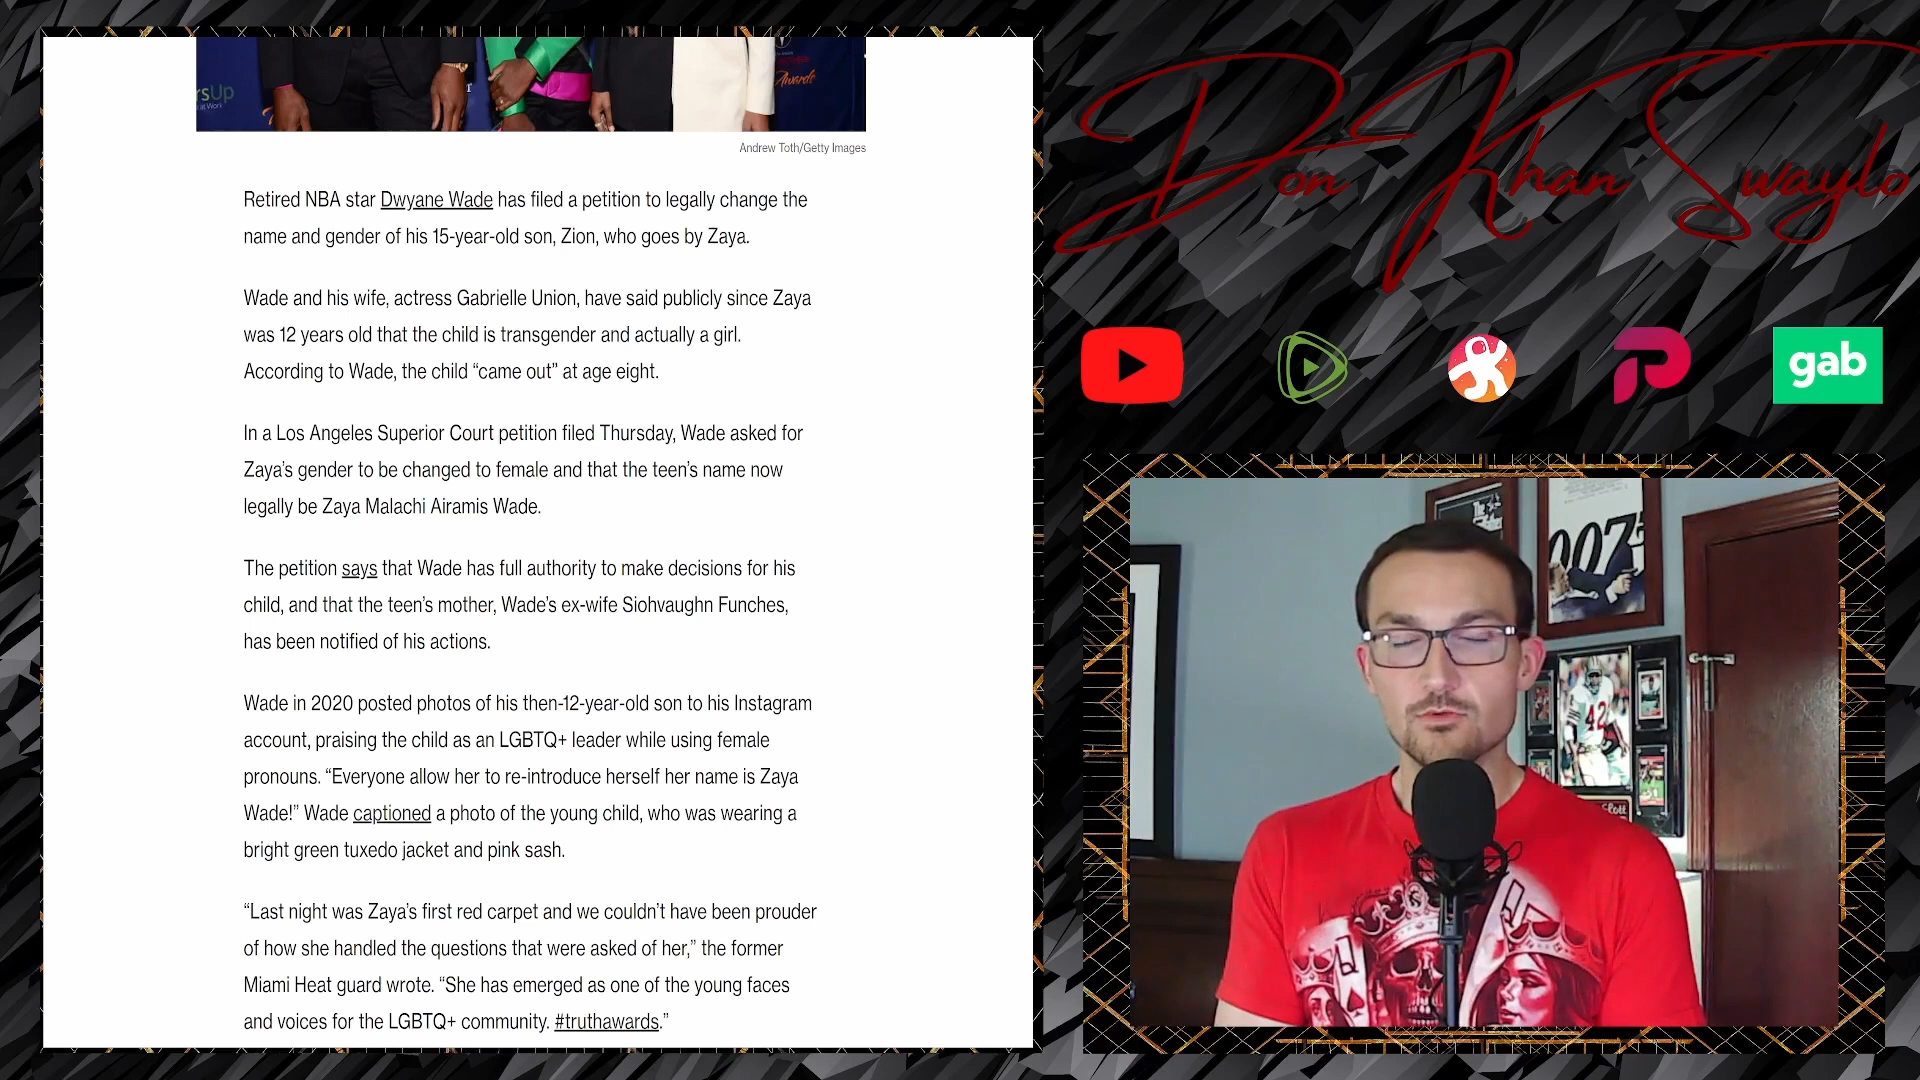 rsUp
at Work
Awards
Andrew Toth/Getty Images
Retired NBA star Dwyane Wade has filed a petition to legally change the
name and gender of his 15-year-old son, Zion, who goes by Zaya.
Wade and his wife, actress Gabrielle Union, have said publicly since Zaya
was 12 years old that the child is transgender and actually a girl.
According to Wade, the child “came out” at age eight.
In a Los Angeles Superior Court petition filed Thursday, Wade asked for
Zaya’s gender to be changed to female and that the teen’s name now
legally be Zaya Malachi Airamis Wade.
The petition says that Wade has full authority to make decisions for his
child, and that the teen’s mother, Wade’s ex-wife Siohvaughn Funches,
has been notified of his actions.
Wade in 2020 posted photos of his then-12-year-old son to his Instagram
account, praising the child as an LGBTQ+ leader while using female
pronouns. “Everyone allow her to re-introduce herself her name is Zaya
Wade!” Wade captioned a photo of the young child, who was wearing a
bright green tuxedo jacket and pink sash.
“Last night was Zaya’s first red carpet and we couldn’t have been prouder
of how she handled the questions that were asked of her,” the former
Miami Heat guard wrote. “She has emerged as one of the young faces
and voices for the LGBTQ+ community. #truthawards.”
Don Khan Swaylo
gab
007
42